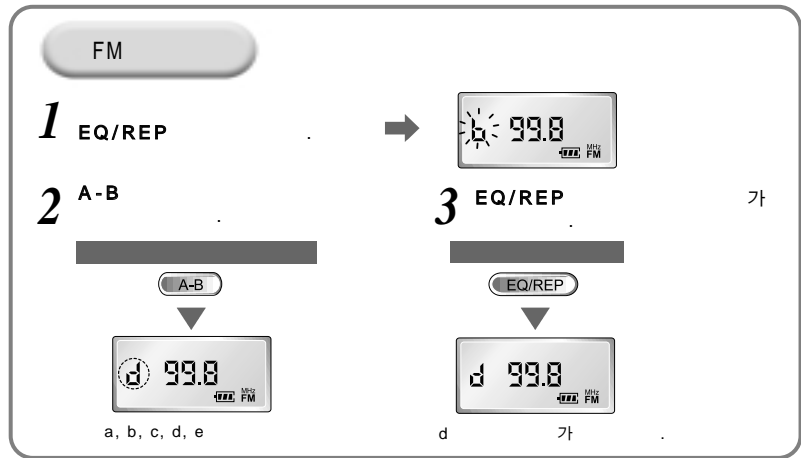 FM
1 EQ/REP .
b 99.8
MHz
FM
2 A-B
.
A-B
d 99.8
MHz
FM
a, b, c, d, e
3 EQ/REP 가
.
EQ/REP
d 99.8
MHz
FM
d 가 .